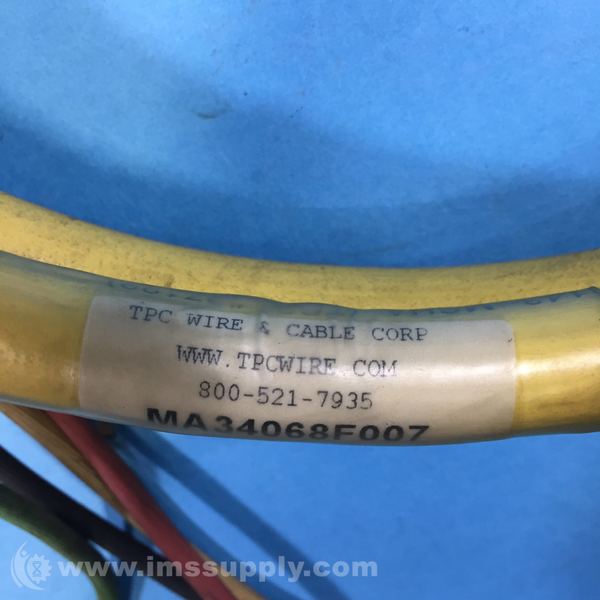 TPC WIRE & CABLE CORP
WWW.TPCWIRE.COM
800-521-7935
MA34068F007
www.imssupply.com